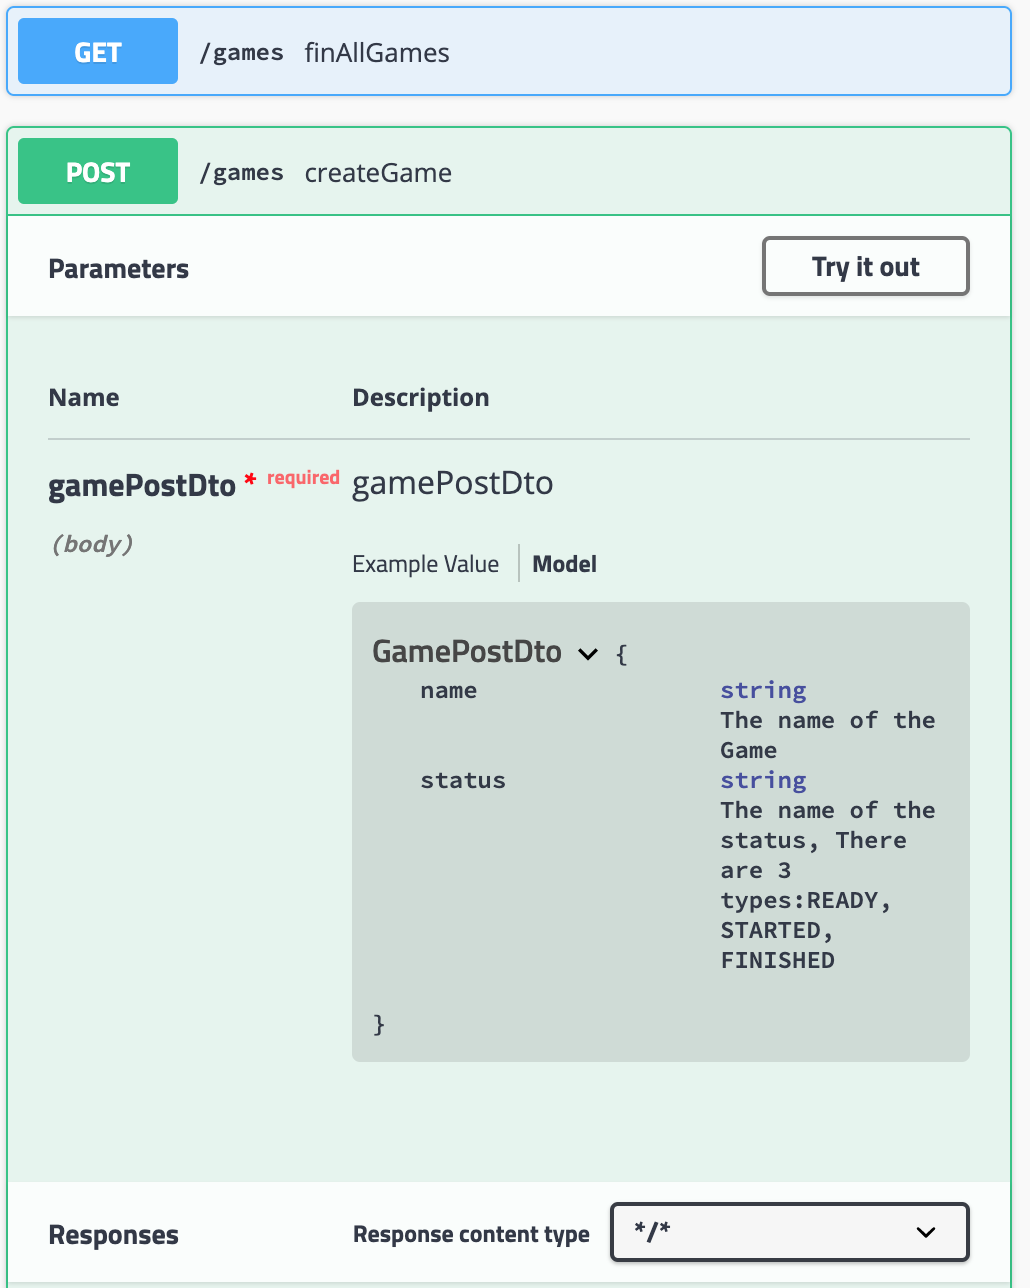 GET /games finAllGames
POST /games createGame
Parameters
Try it out
Name Description
gamePostDto * required gamePostDto
(body)
Example Value Model
GamePostDto {
name string
The name of the
Game
status string
The name of the
status, There
are 3
types:READY,
STARTED,
FINISHED
}
Responses Response content type */*